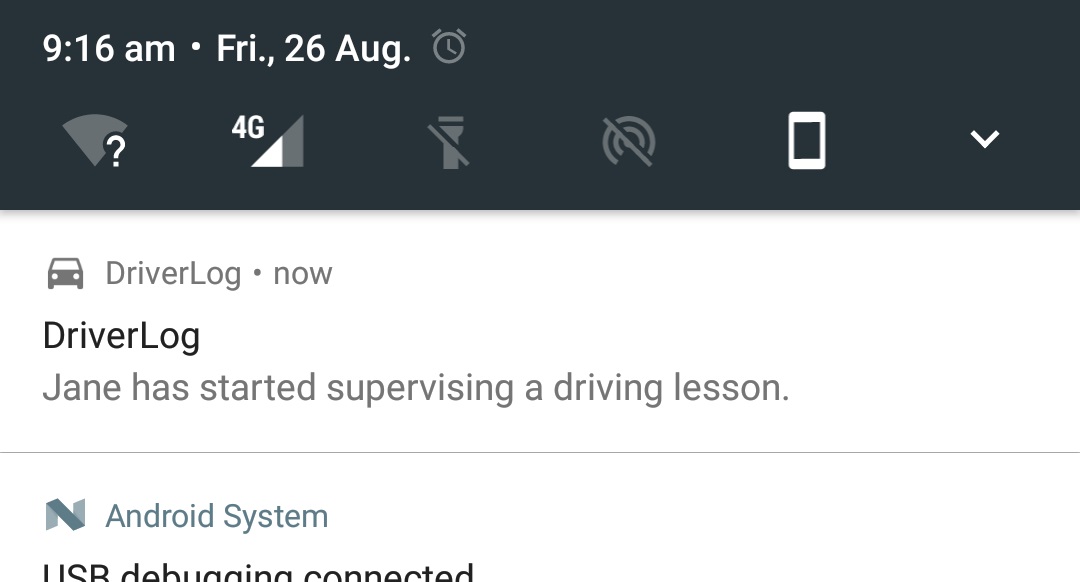 9:16 am • Fri., 26 Aug.
? 4G
DriverLog • now
DriverLog
Jane has started supervising a driving lesson.
Android System
USB debugging connected